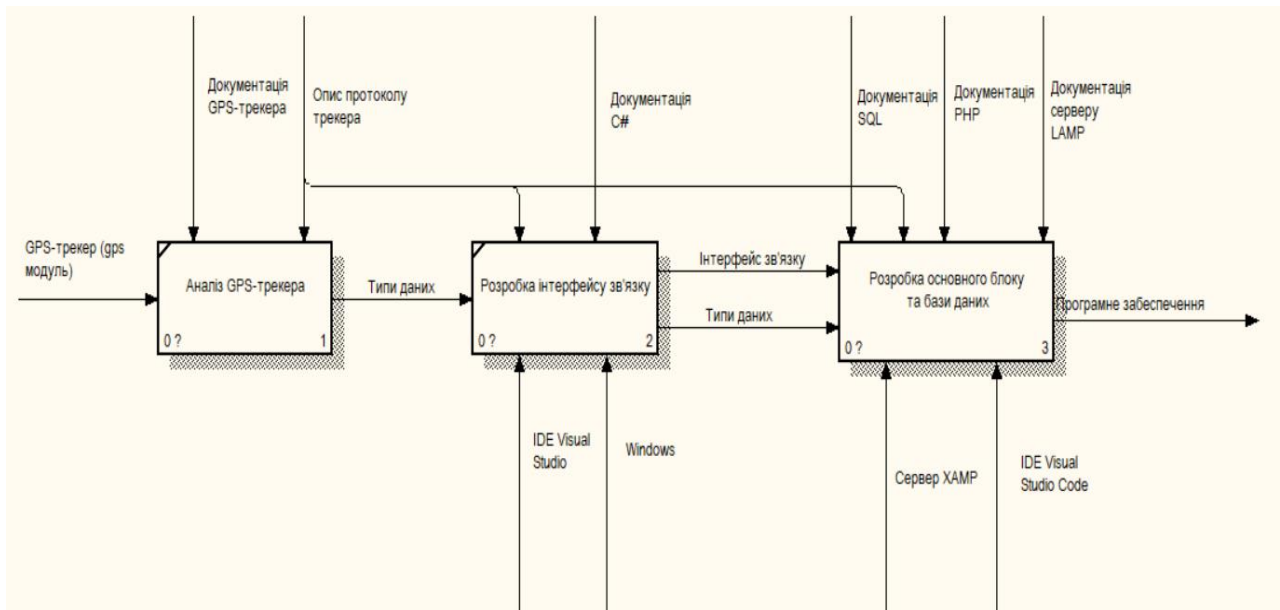 Документація
GPS-трекера
Опис протоколу
трекера
Документація
C#
Документація
SQL
Документація
PHP
Документація
серверу
LAMP
GPS-трекер (gps
модуль)
Аналіз GPS-трекера
0 ?
1
Типи даних
Розробка інтерфейсу зв'язку
0 ?
2
Інтерфейс зв'язку
Типи даних
Розробка основного блоку
та бази даних
0 ?
3
Програмне забеспечення
IDE Visual
Studio
Windows
Сервер XAMP
IDE Visual
Studio Code